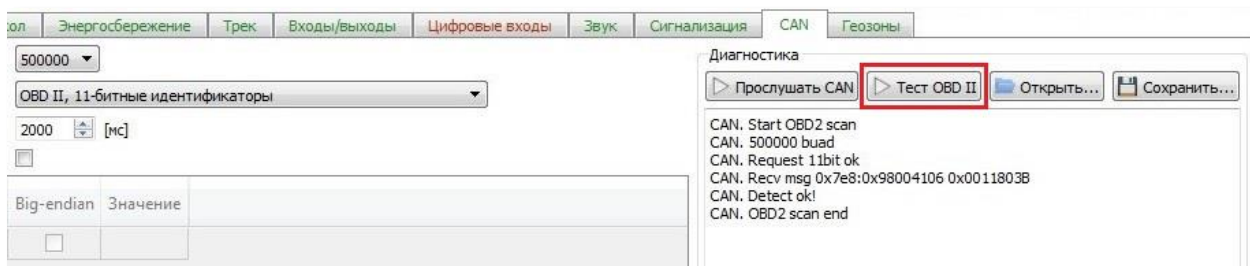 Энергосбережение Трек Входы/выходы Цифровые входы Звук Сигнализация CAN Геозоны
500000
OBD II, 11-битные идентификаторы
2000 [мс]
Big-endian Значение
Диагностика
Прослушать CAN Тест OBD II Открыть... Сохранить...
CAN. Start OBD2 scan
CAN. 500000 buad
CAN. Request 11bit ok
CAN. Recv msg 0x7e8:0x98004106 0x0011803B
CAN. Detect ok!
CAN. OBD2 scan end